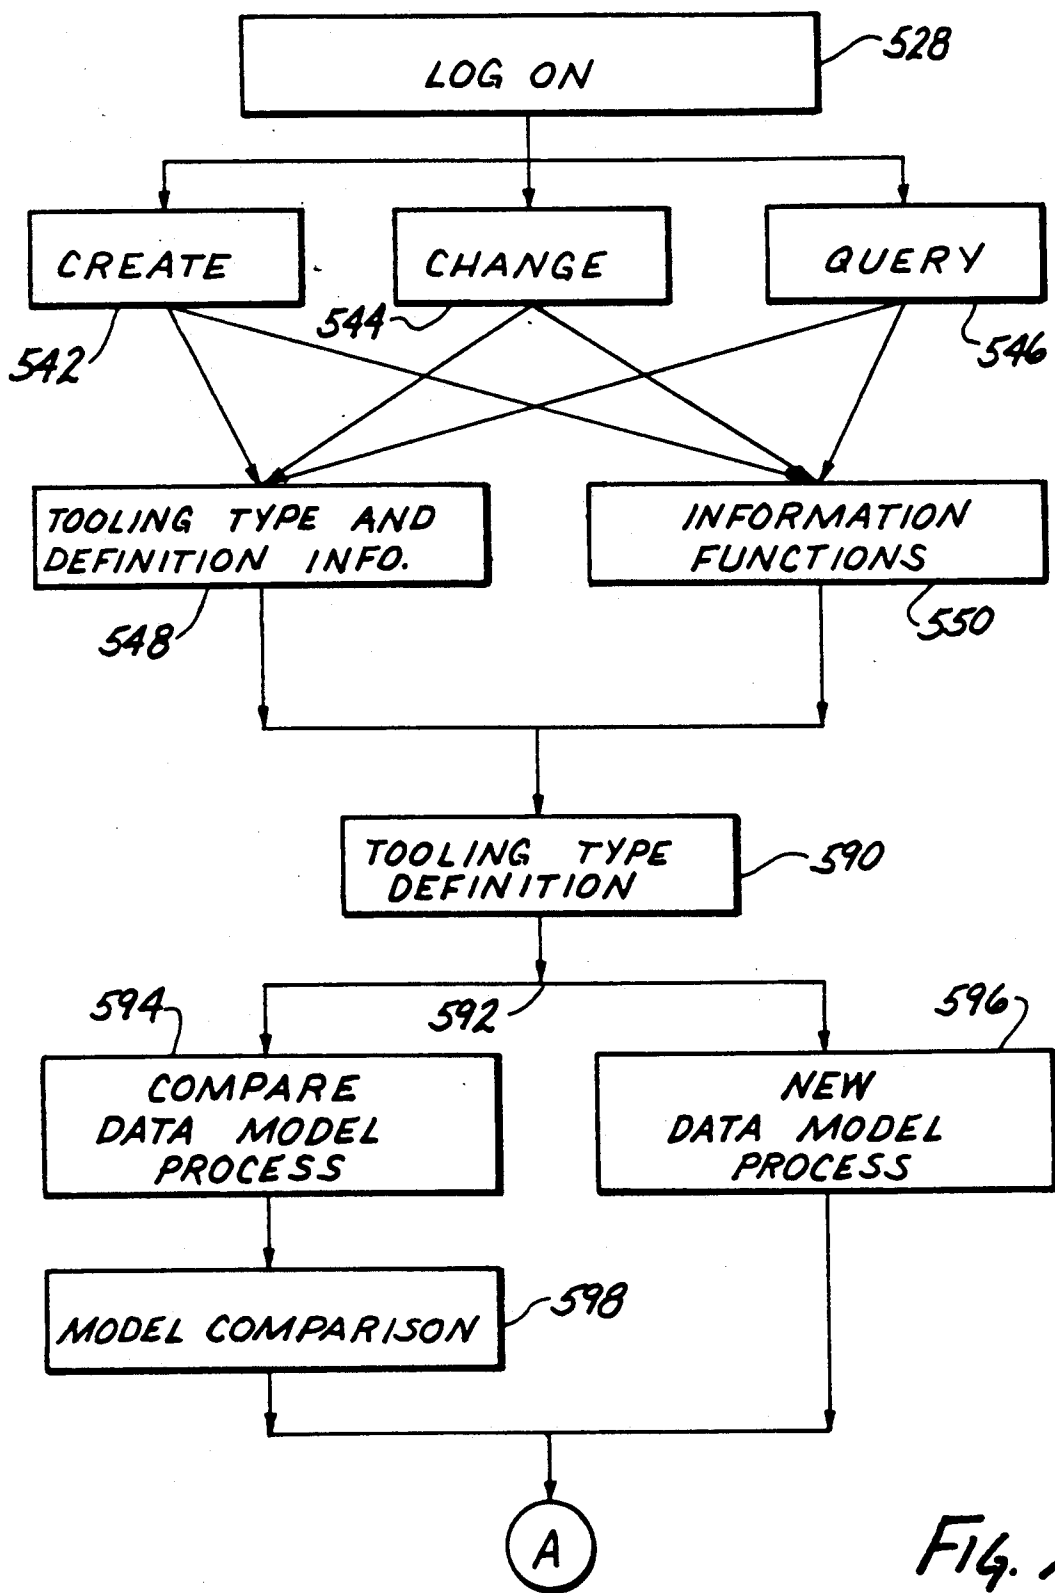 LOG ON
528
CREATE
CHANGE
QUERY
542
544
546
TOOLING TYPE AND
DEFINITION INFO.
INFORMATION
FUNCTIONS
548
550
TOOLING TYPE
DEFINITION
590
594
592
596
COMPARE
DATA MODEL
PROCESS
NEW
DATA MODEL
PROCESS
MODEL COMPARISON
598
A
FIG.